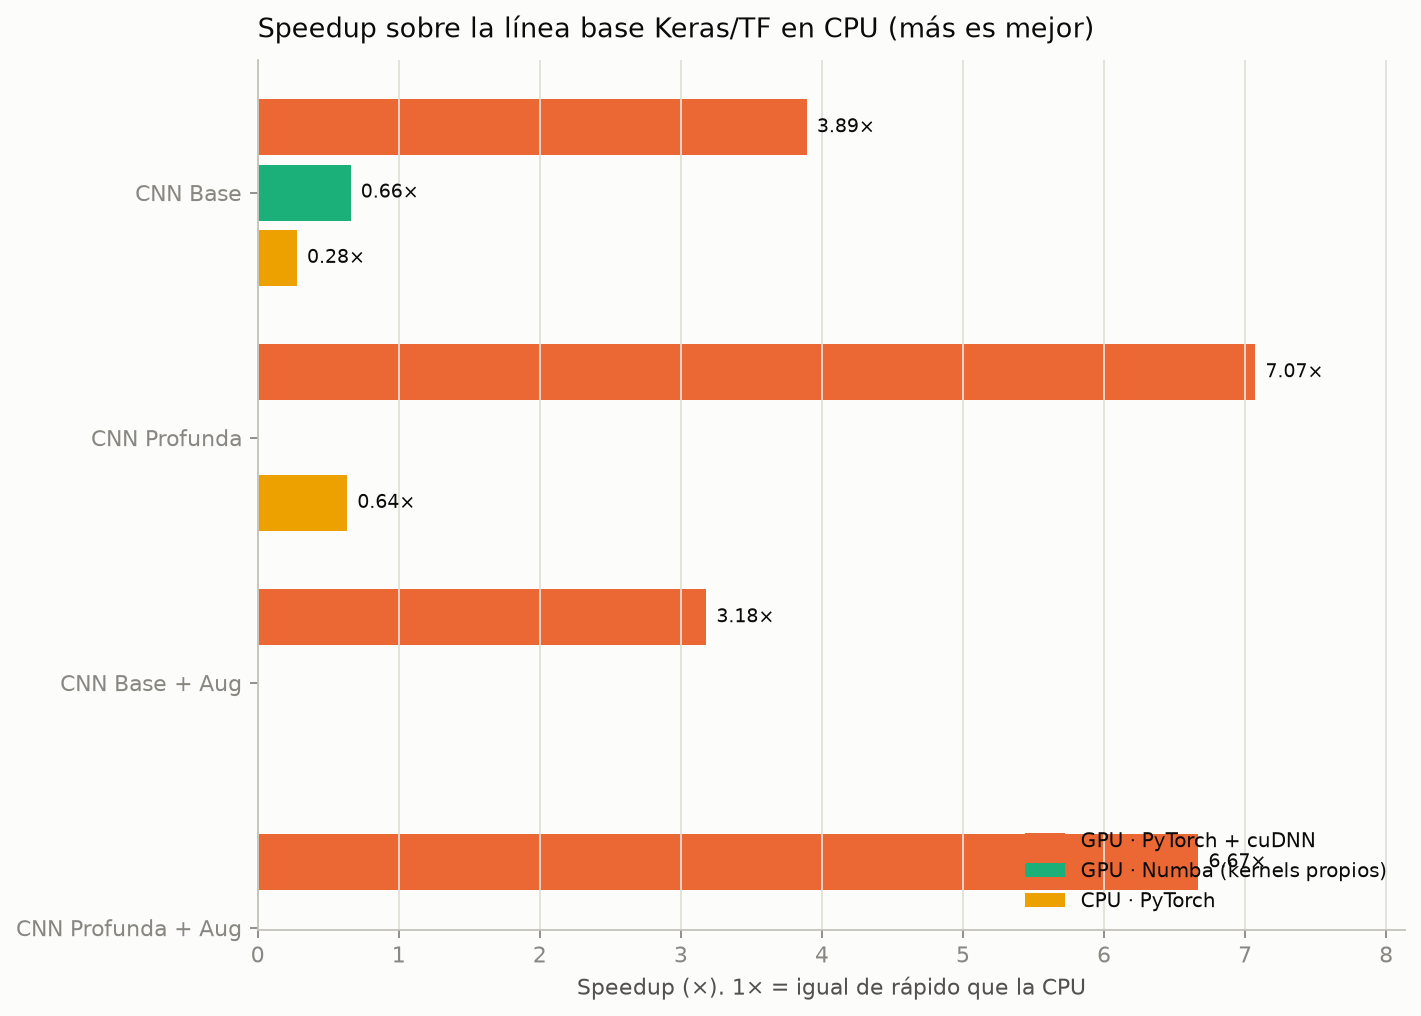 Speedup sobre la línea base Keras/TF en CPU (más es mejor)
3.89×
CNN Base
0.66×
0.28×
7.07×
CNN Profunda
0.64×
3.18×
CNN Base + Aug
GPU · PyTorch + cuDNN
6.67×
GPU · Numba (kernels propios)
CPU · PyTorch
CNN Profunda + Aug
0 1 2 3 4 5 6 7 8
Speedup (×). 1× = igual de rápido que la CPU